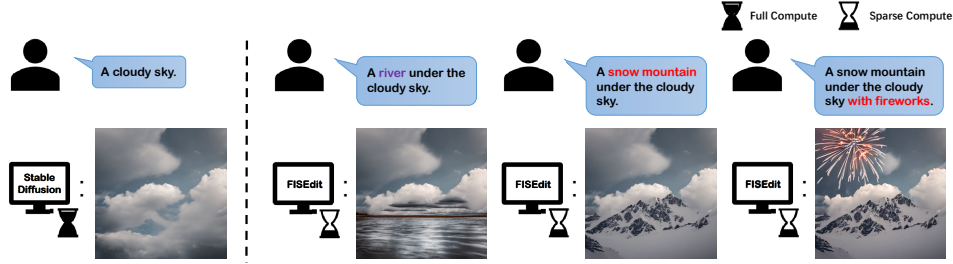 Full Compute
Sparse Compute
A cloudy sky.
A river under the
cloudy sky.
A snow mountain
under the cloudy
sky.
A snow mountain
under the cloudy
sky with fireworks.
Stable
Diffusion
:
FISEdit
:
FISEdit
:
FISEdit
: